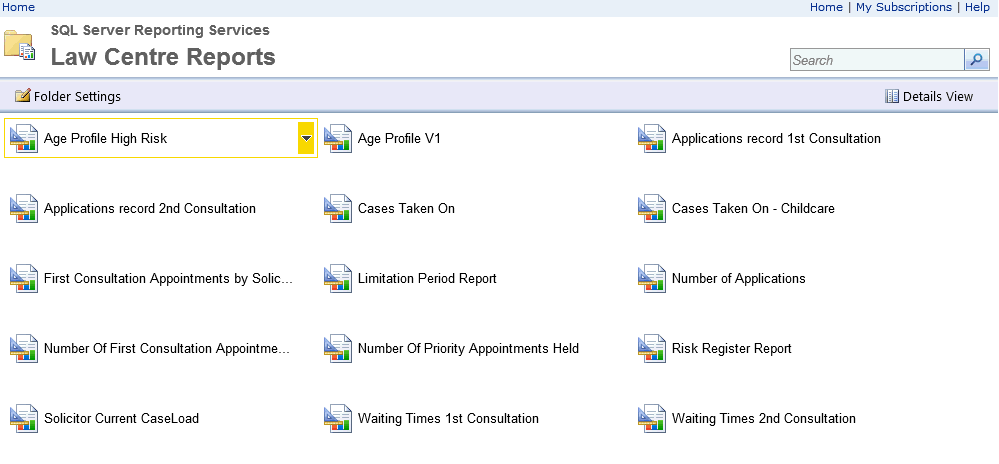 Home
Home | My Subscriptions | Help
SQL Server Reporting Services
Law Centre Reports
Search
Folder Settings
Details View
Age Profile High Risk
Age Profile V1
Applications record 1st Consultation
Applications record 2nd Consultation
Cases Taken On
Cases Taken On - Childcare
First Consultation Appointments by Solic...
Limitation Period Report
Number of Applications
Number Of First Consultation Appointme...
Number Of Priority Appointments Held
Risk Register Report
Solicitor Current CaseLoad
Waiting Times 1st Consultation
Waiting Times 2nd Consultation